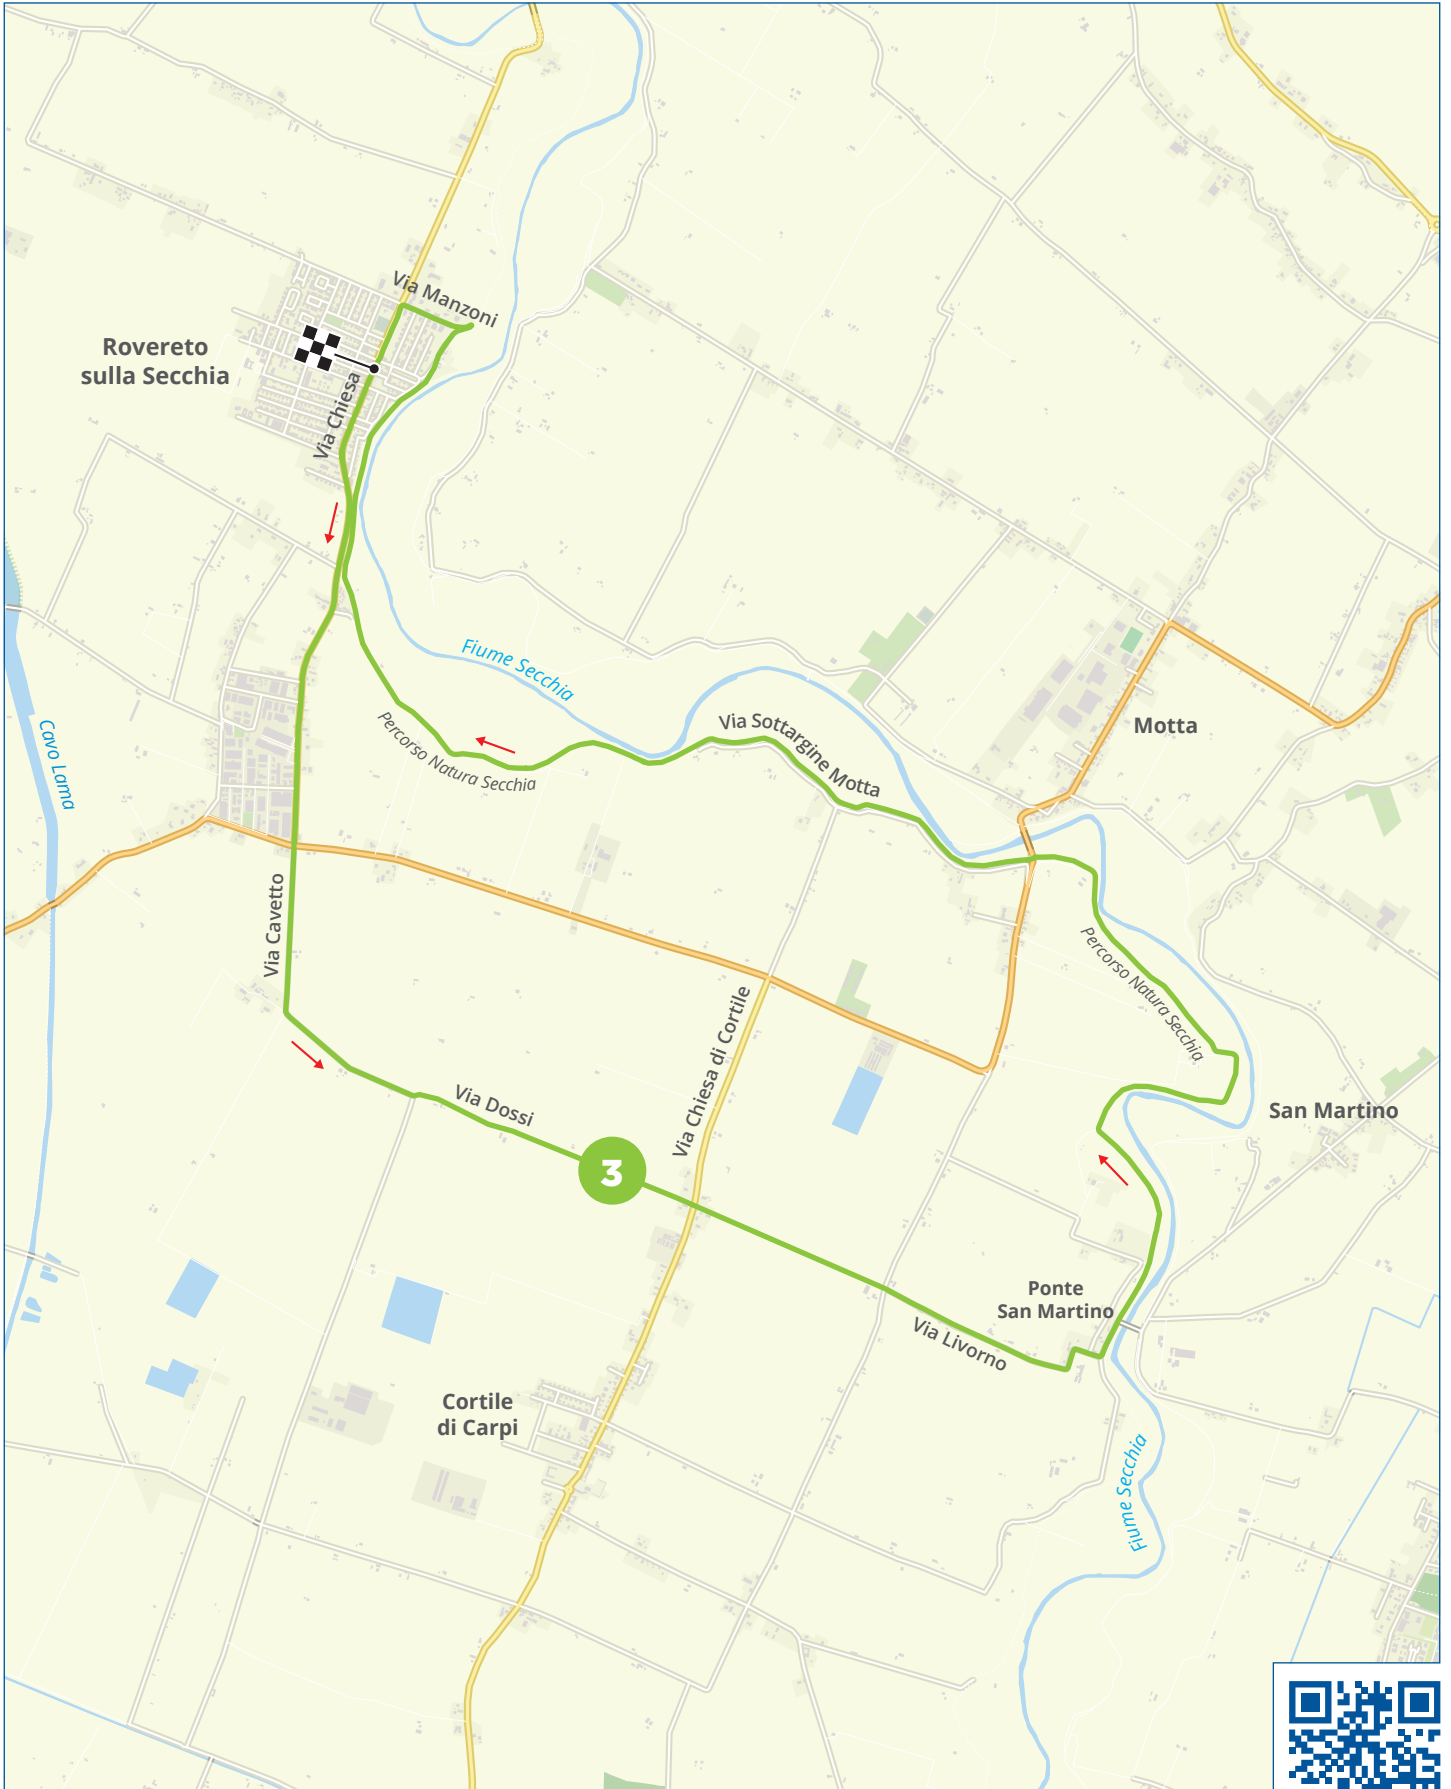 Via Manzoni
Rovereto
sulla Secchia
Via Chiesa
Fiume Secchia
Percorso Natura Secchia
Via Sottargine Motta
Motta
Cavo Lama
Via Cavetto
Percorso Natura Secchia
Via Chiesa di Cortile
Via Dossi
San Martino
3
Ponte
San Martino
Via Livorno
Cortile
di Carpi
Fiume Secchia